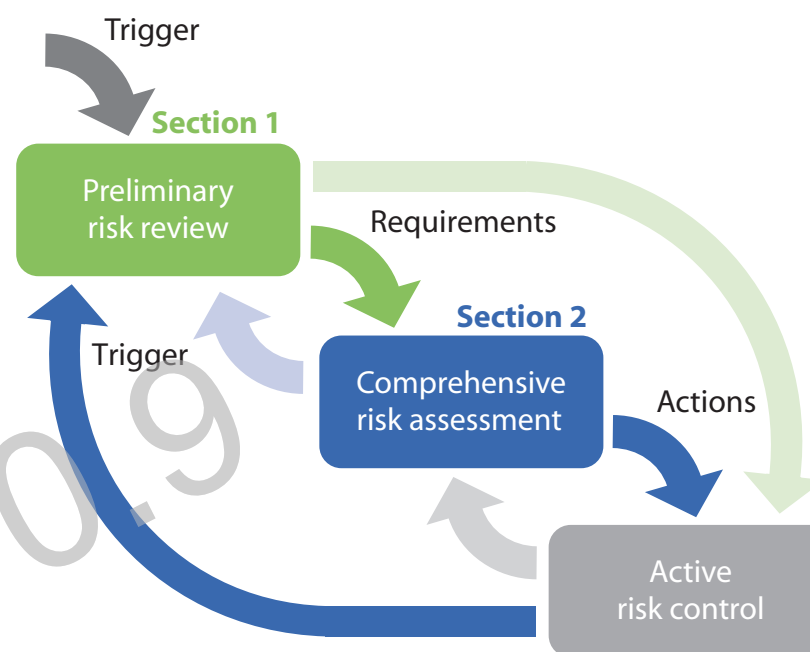 Trigger
Section 1
Preliminary
risk review
Requirements
Section 2
Trigger
Comprehensive
risk assessment
Actions
0.9
Active
risk control